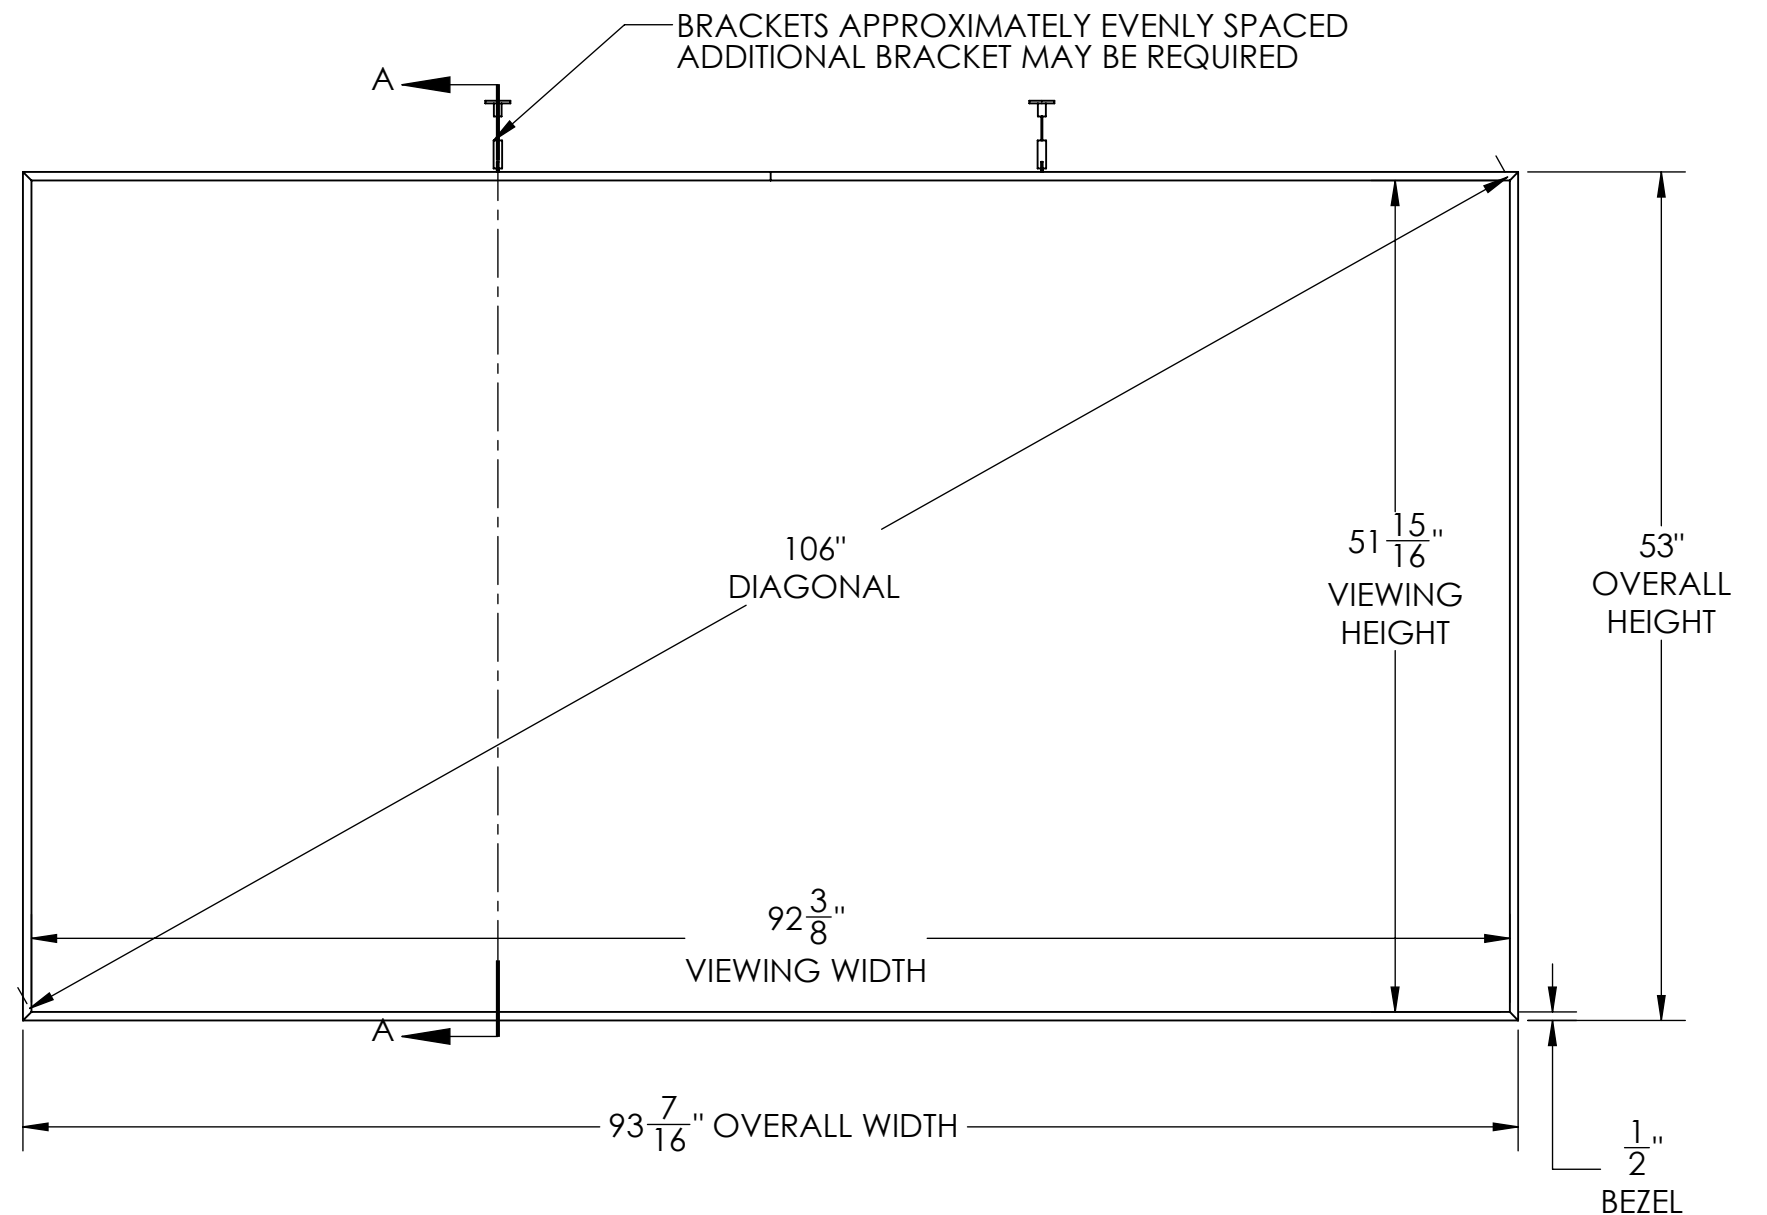 BRACKETS APPROXIMATELY EVENLY SPACED
ADDITIONAL BRACKET MAY BE REQUIRED
A
106"
DIAGONAL
51 15/16"
VIEWING
HEIGHT
53"
OVERALL
HEIGHT
92 3/8"
VIEWING WIDTH
A
93 7/16" OVERALL WIDTH
1/2"
BEZEL